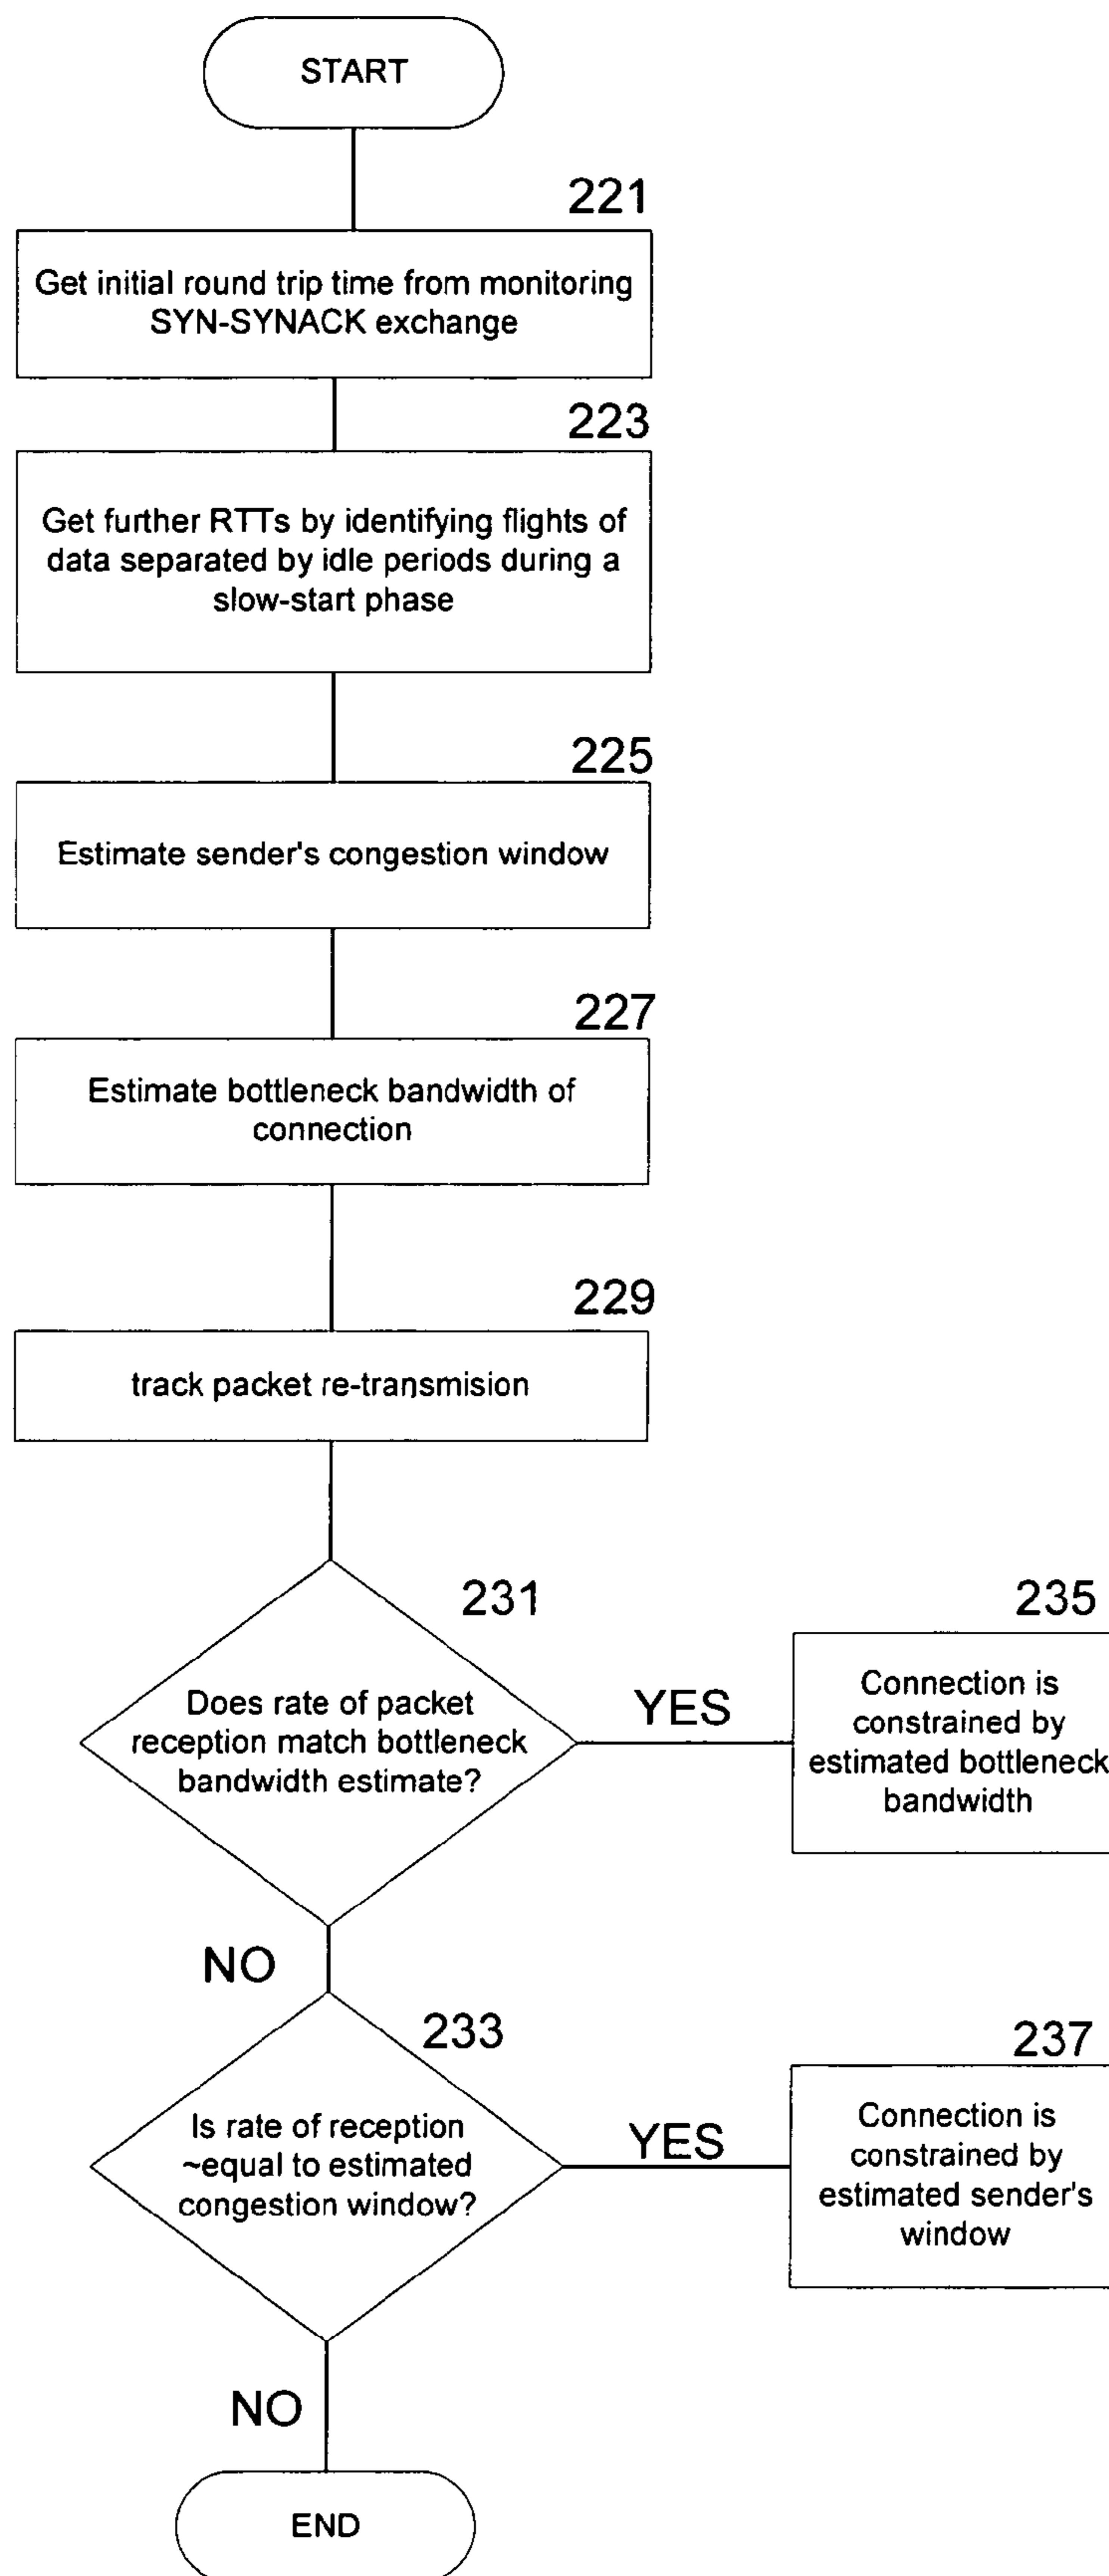 START
221
Get initial round trip time from monitoring
SYN-SYNACK exchange
223
Get further RTTs by identifying flights of
data separated by idle periods during a
slow-start phase
225
Estimate sender's congestion window
227
Estimate bottleneck bandwidth of
connection
229
track packet re-transmision
231
Does rate of packet
reception match bottleneck
bandwidth estimate?
YES
235
Connection is
constrained by
estimated bottleneck
bandwidth
NO
233
Is rate of reception
~equal to estimated
congestion window?
YES
237
Connection is
constrained by
estimated sender's
window
NO
END